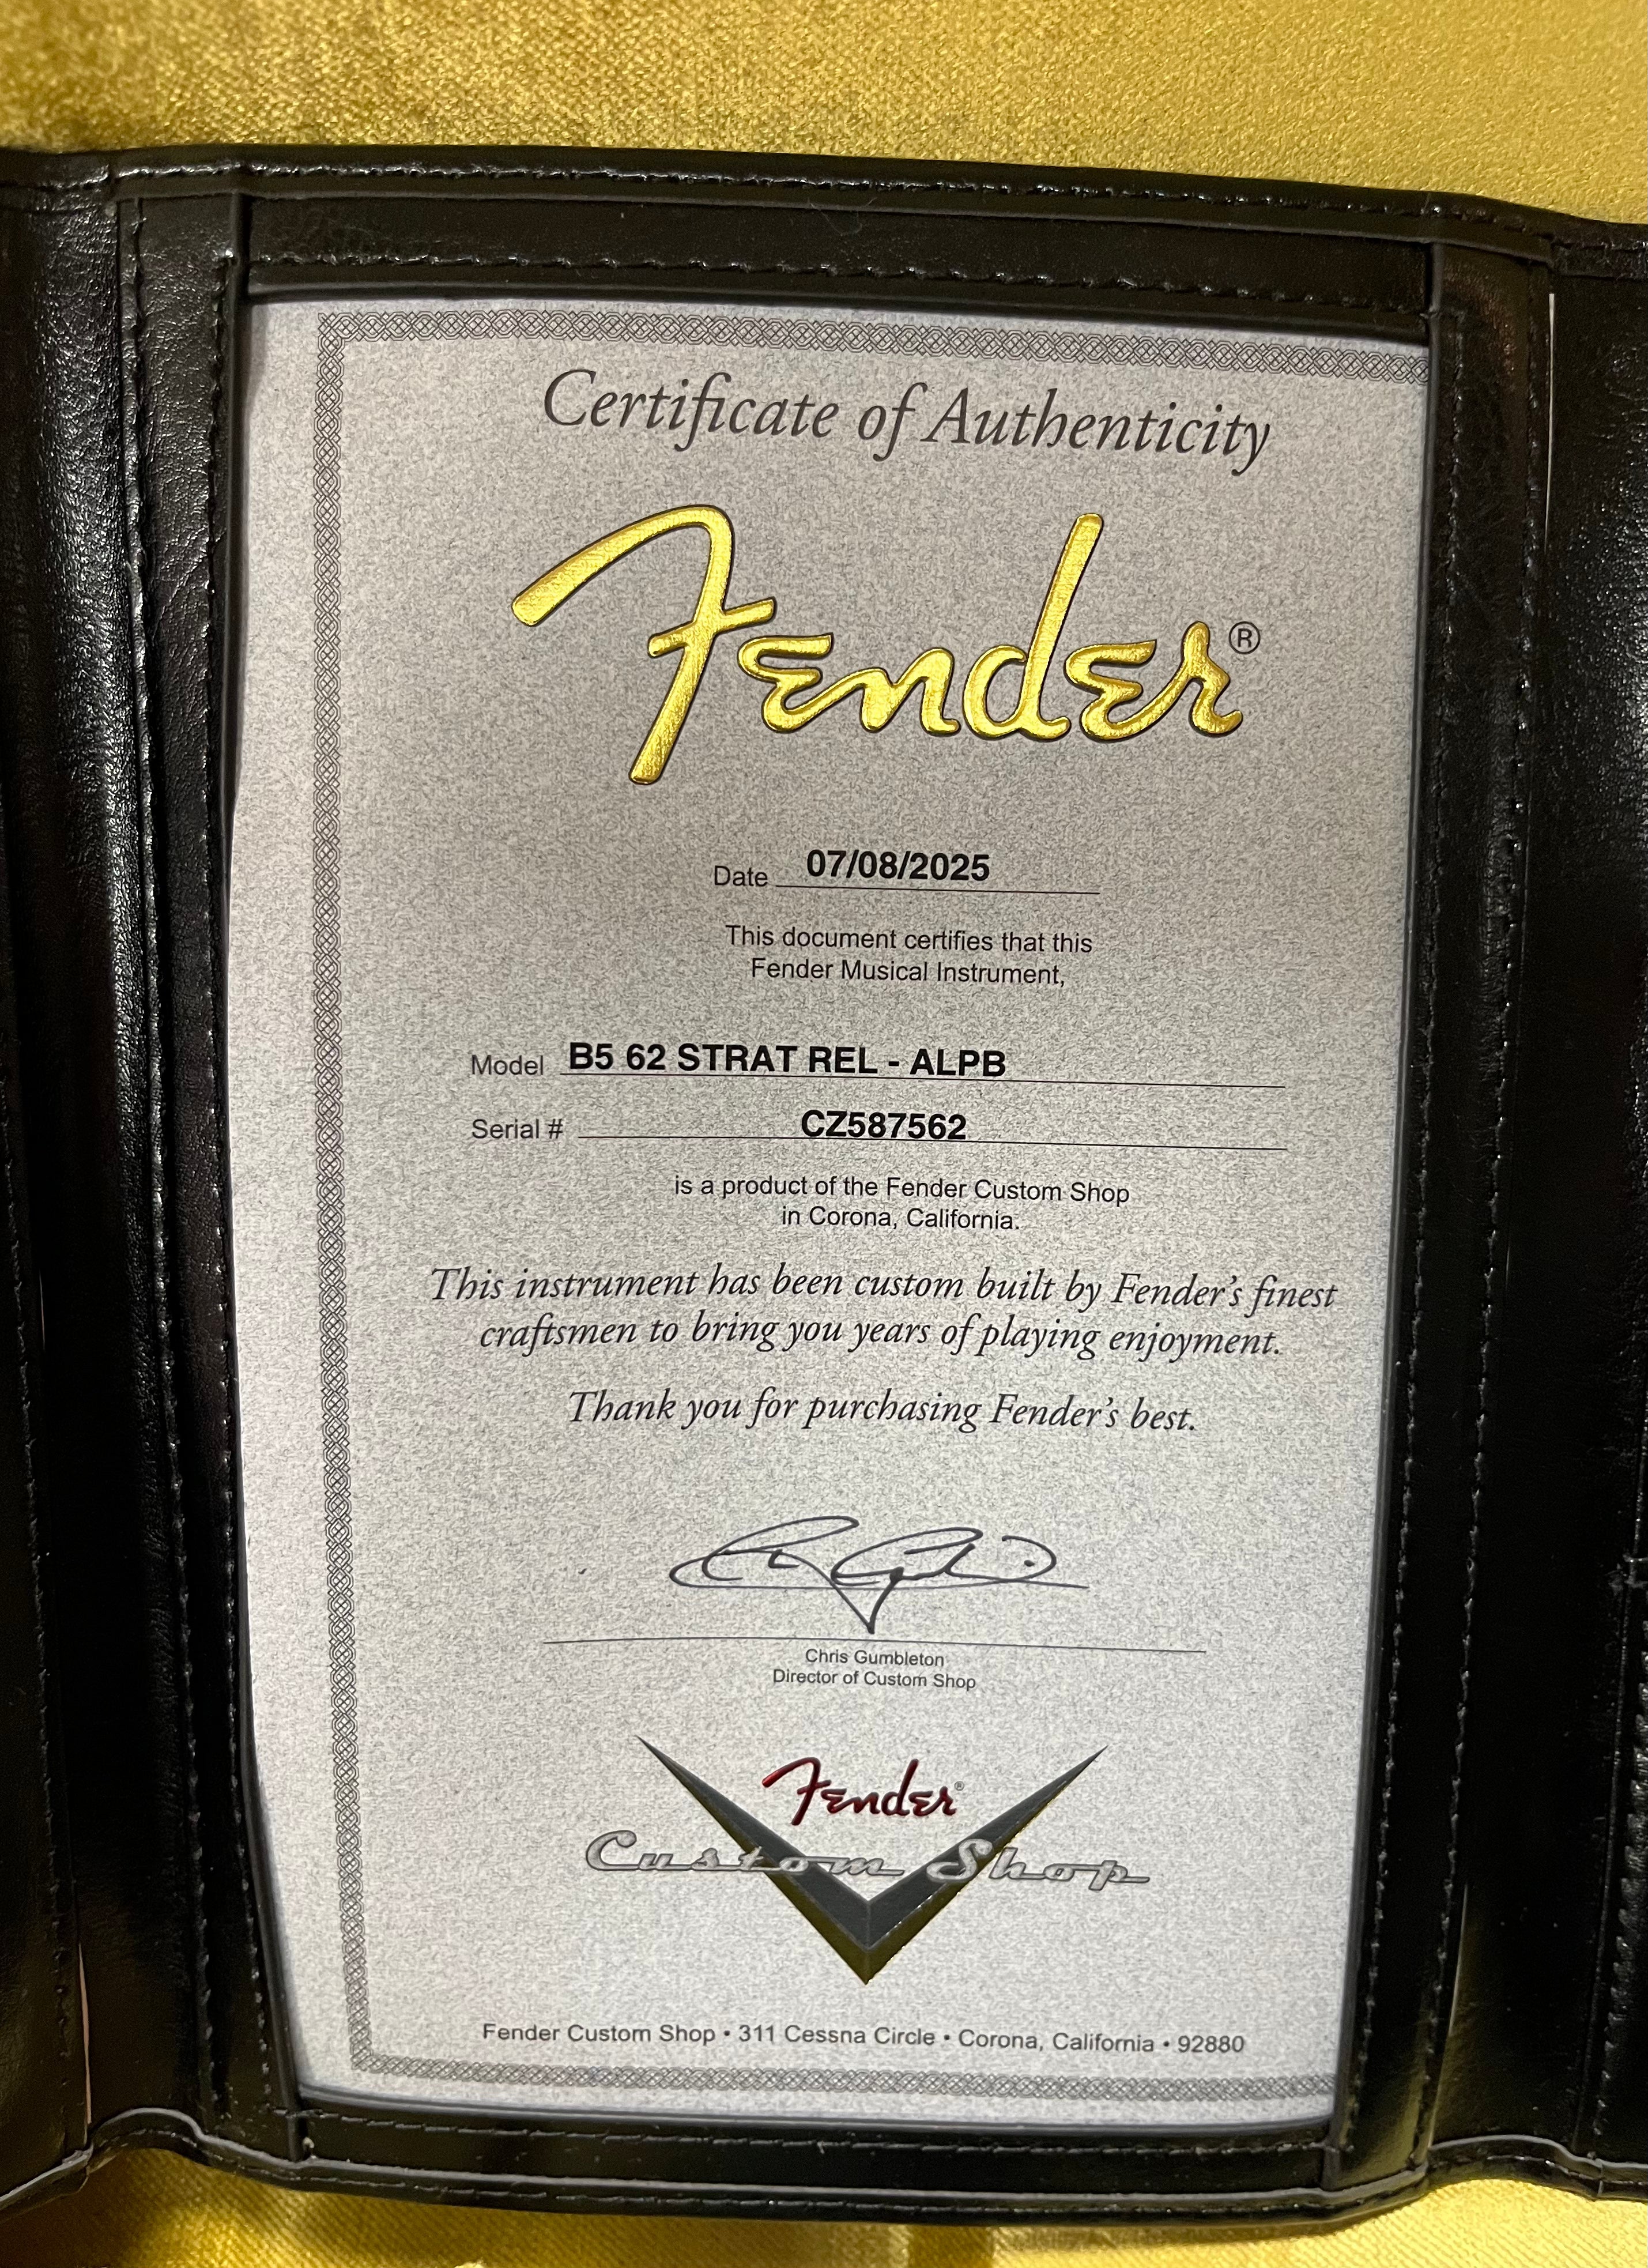 Certificate of Authenticity
Fender®
Date 07/08/2025
This document certifies that this
Fender Musical Instrument,
Model B5 62 STRAT REL - ALPB
Serial # CZ587562
is a product of the Fender Custom Shop
in Corona, California.
This instrument has been custom built by Fender's finest
craftsmen to bring you years of playing enjoyment.
Thank you for purchasing Fender's best.
Chris Gumbleton
Director of Custom Shop
Fender®
Custom Shop
Fender Custom Shop • 311 Cessna Circle • Corona, California • 92880